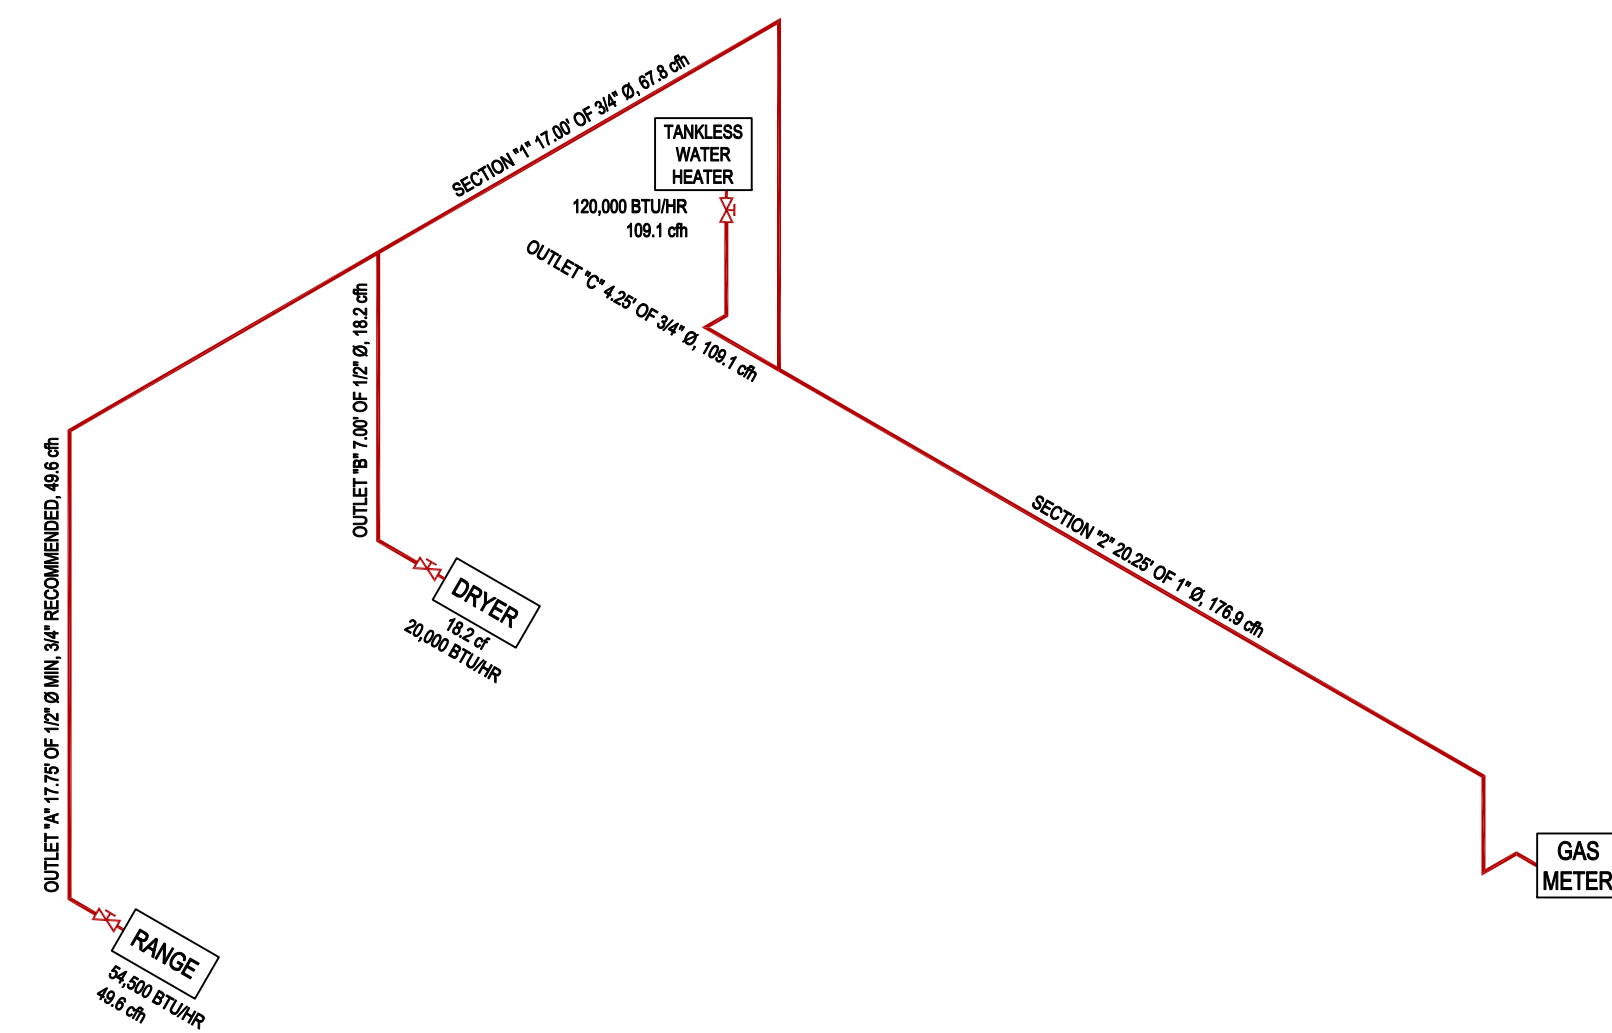 SECTION "1" 17.00' OF 3/4" Ø, 67.8 cfh
TANKLESS
WATER
HEATER
120,000 BTU/HR
109.1 cfh
OUTLET "C" 4.25' OF 3/4" Ø, 109.1 cfh
OUTLET "B" 7.00' OF 1/2" Ø, 18.2 cfh
OUTLET "A" 17.75' OF 1/2" Ø MIN, 3/4" RECOMMENDED, 49.6 cfh
SECTION "2" 20.25' OF 1" Ø, 176.9 cfh
DRYER
18.2 cf
20,000 BTU/HR
GAS
METER
RANGE
54,500 BTU/HR
49.6 cfh